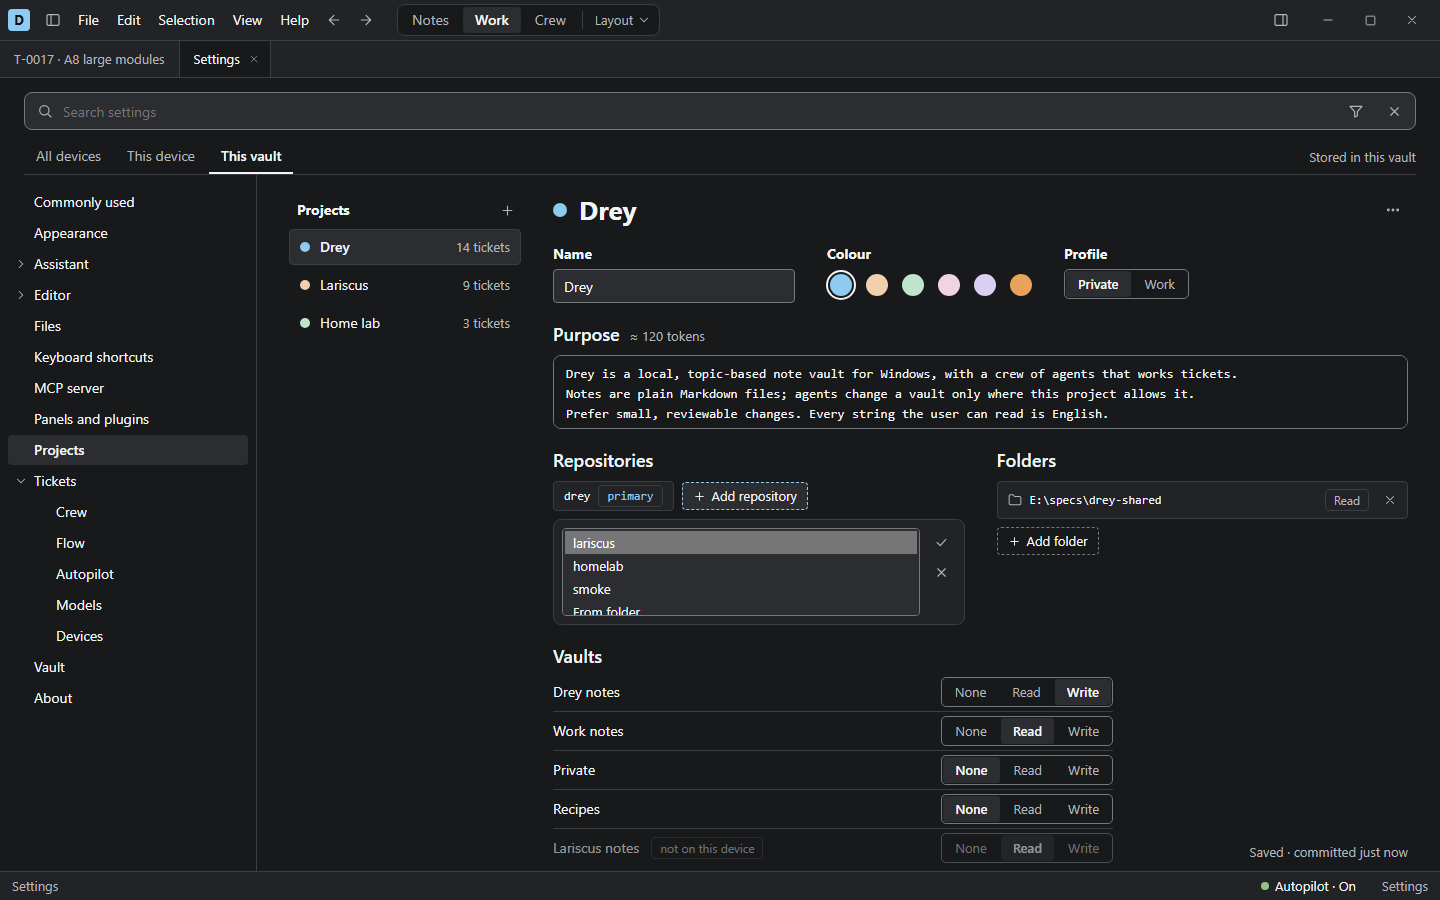 D File Edit Selection View Help Notes Work Crew Layout
T-0017 · A8 large modules Settings
Search settings
All devices This device This vault Stored in this vault
Commonly used
Appearance
Assistant
Editor
Files
Keyboard shortcuts
MCP server
Panels and plugins
Projects
Tickets
Crew
Flow
Autopilot
Models
Devices
Vault
About
Projects
Drey 14 tickets
Lariscus 9 tickets
Home lab 3 tickets
Drey
Name Colour Profile
Drey Private Work
Purpose ≈ 120 tokens
Drey is a local, topic-based note vault for Windows, with a crew of agents that works tickets.
Notes are plain Markdown files; agents change a vault only where this project allows it.
Prefer small, reviewable changes. Every string the user can read is English.
Repositories
drey primary + Add repository
lariscus
homelab
smoke
From folder
Folders
E:\specs\drey-shared Read
+ Add folder
Vaults
Drey notes None Read Write
Work notes None Read Write
Private None Read Write
Recipes None Read Write
Lariscus notes not on this device None Read Write
Saved · committed just now
Settings Autopilot · On Settings